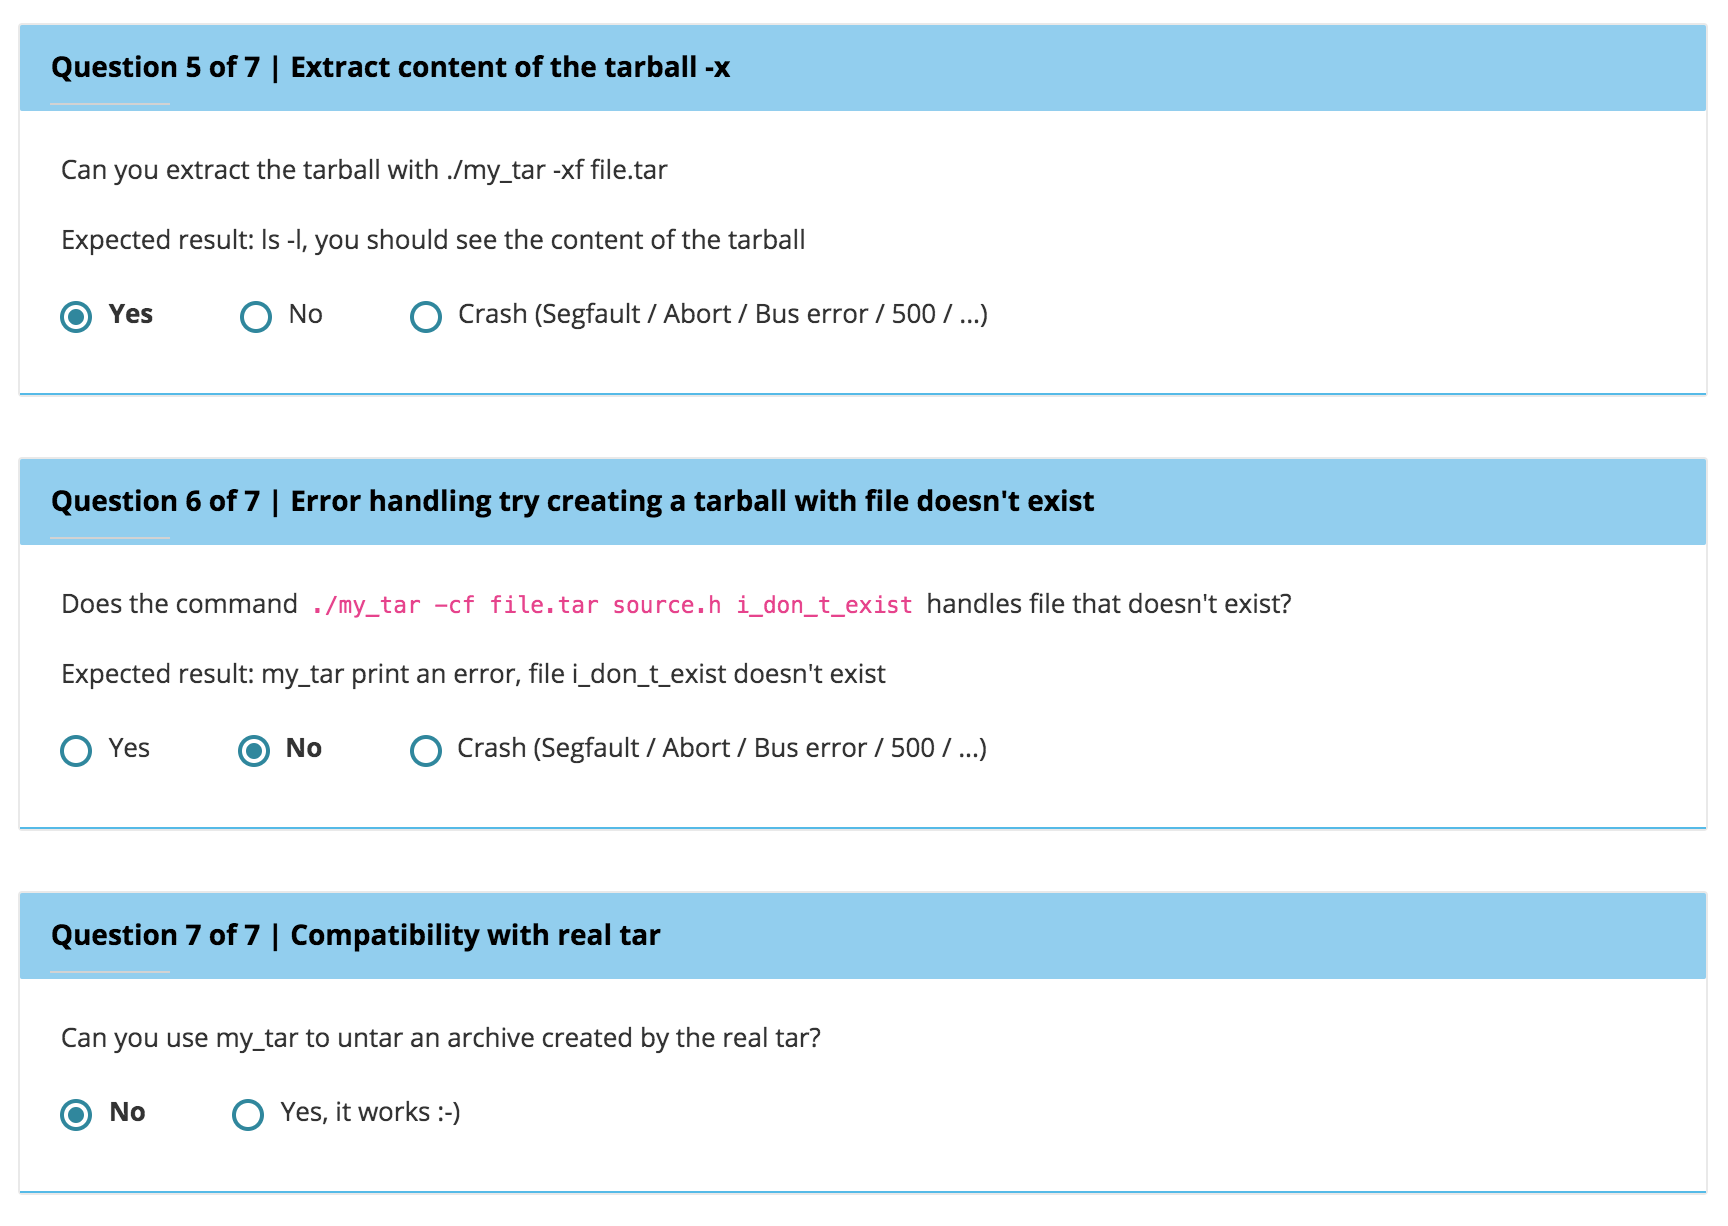 Question 5 of 7 | Extract content of the tarball -x
Can you extract the tarball with ./my_tar -xf file.tar
Expected result: ls -l, you should see the content of the tarball
Yes No Crash (Segfault / Abort / Bus error / 500 / ...)
Question 6 of 7 | Error handling try creating a tarball with file doesn't exist
Does the command ./my_tar -cf file.tar source.h i_don_t_exist handles file that doesn't exist?
Expected result: my_tar print an error, file i_don_t_exist doesn't exist
Yes No Crash (Segfault / Abort / Bus error / 500 / ...)
Question 7 of 7 | Compatibility with real tar
Can you use my_tar to untar an archive created by the real tar?
No Yes, it works :-)